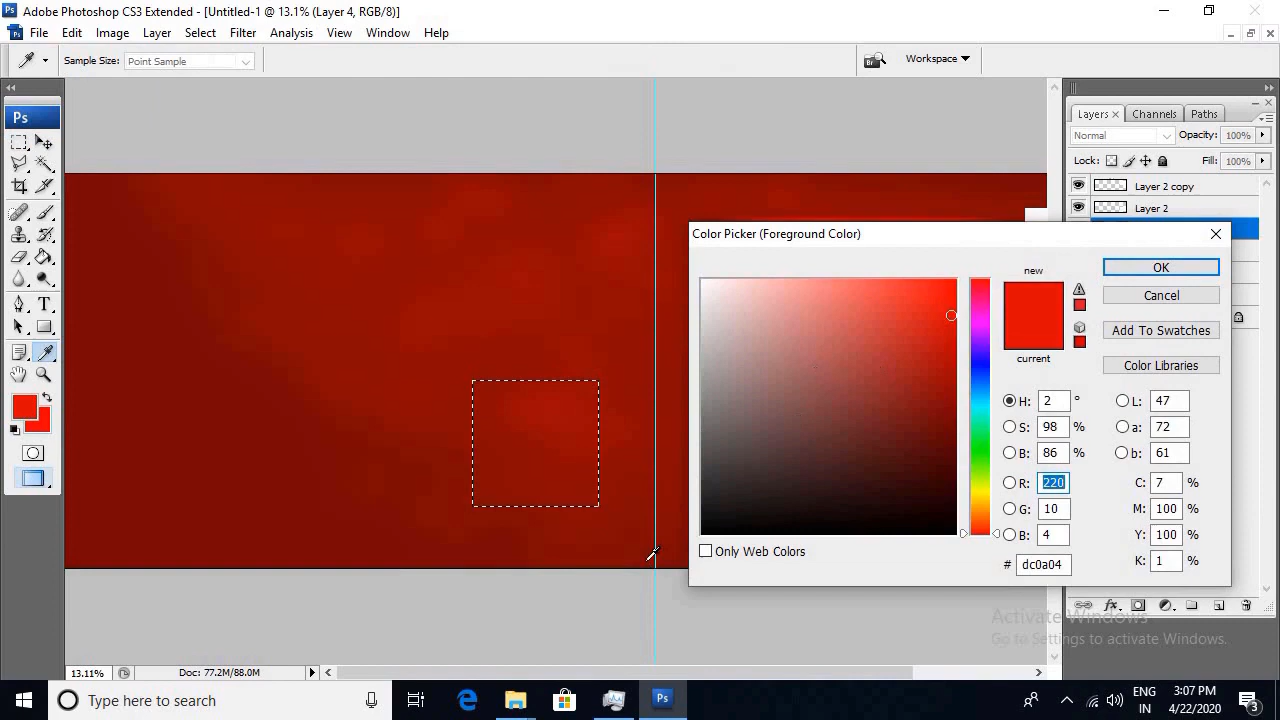 Adobe Photoshop CS3 Extended - [Untitled-1 @ 13.1% (Layer 4, RGB/8)]
File Edit Image Layer Select Filter Analysis View Window Help
Sample Size: Point Sample
Workspace
Ps
Layers × Channels Paths
Normal Opacity: 100%
Lock: Fill: 100%
Layer 2 copy
Layer 2
Color Picker (Foreground Color)
new
current
OK
Cancel
Add To Swatches
Color Libraries
H: 2 °
S: 98 %
B: 86 %
R: 220
G: 10
B: 4
L: 47
a: 72
b: 61
C: 7 %
M: 100 %
Y: 100 %
K: 1 %
# dc0a04
Only Web Colors
Activate Windows
Go to Settings to activate Windows.
13.11% Doc: 77.2M/88.0M
Type here to search
Ps
ENG
IN
3:07 PM
4/22/2020
3